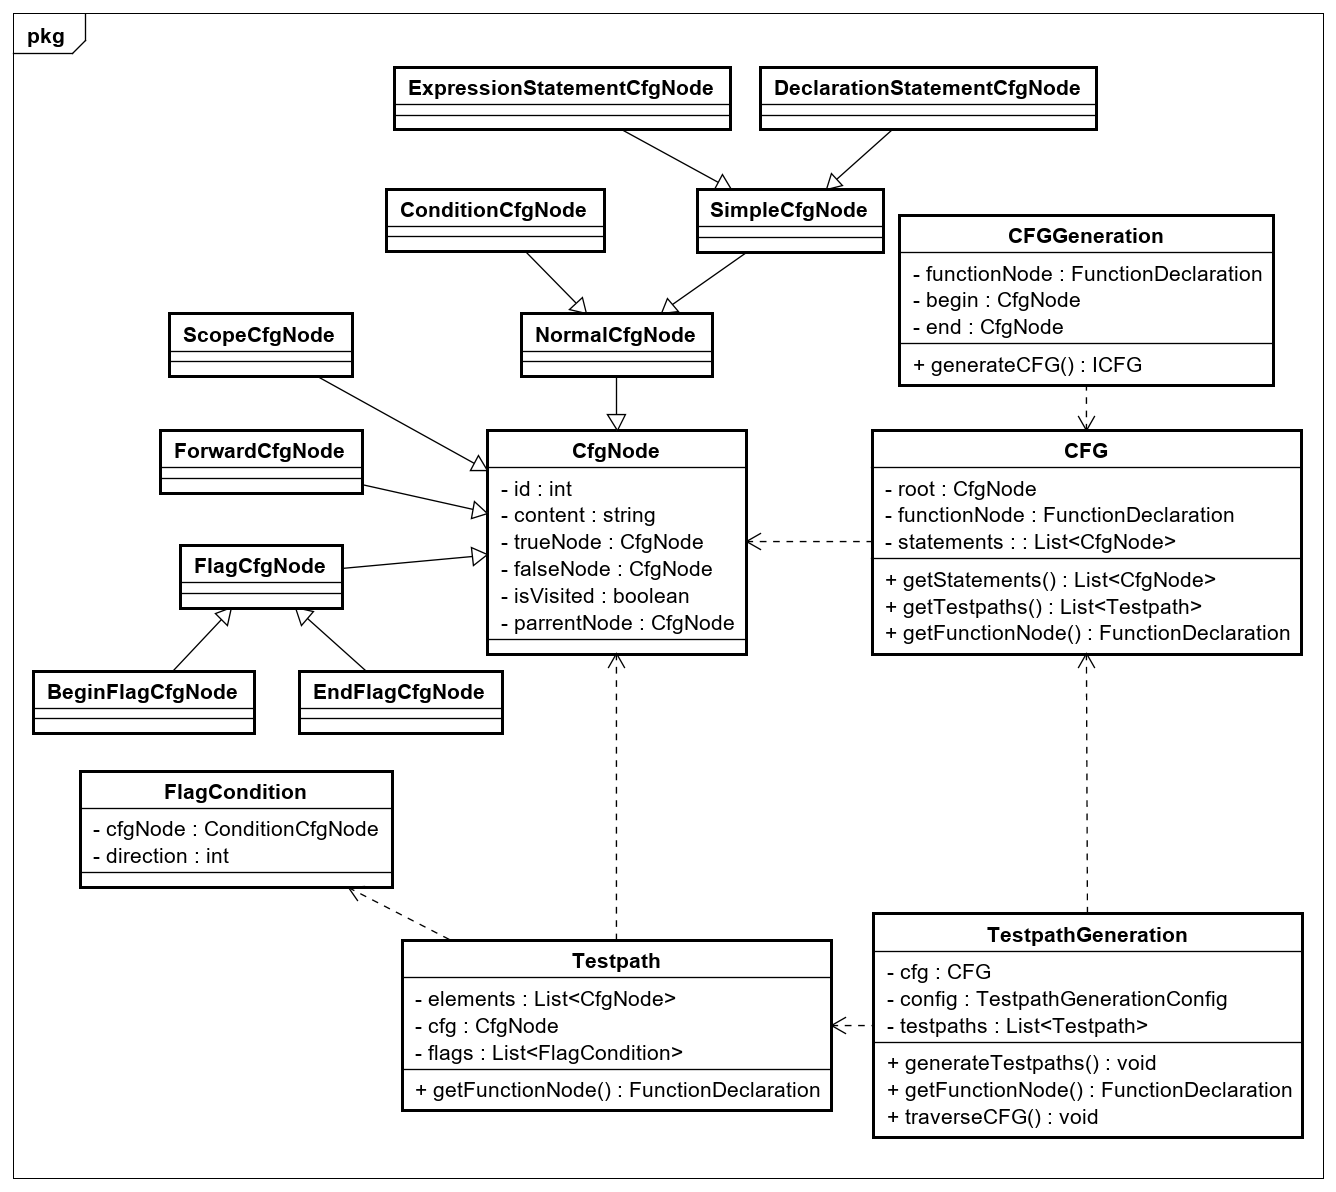 pkg
ExpressionStatementCfgNode
DeclarationStatementCfgNode
ConditionCfgNode
SimpleCfgNode
CFGGeneration
- functionNode : FunctionDeclaration
- begin : CfgNode
- end : CfgNode
+ generateCFG() : ICFG
ScopeCfgNode
NormalCfgNode
ForwardCfgNode
CfgNode
- id : int
- content : string
- trueNode : CfgNode
- falseNode : CfgNode
- isVisited : boolean
- parrentNode : CfgNode
CFG
- root : CfgNode
- functionNode : FunctionDeclaration
- statements : : List<CfgNode>
+ getStatements() : List<CfgNode>
+ getTestpaths() : List<Testpath>
+ getFunctionNode() : FunctionDeclaration
FlagCfgNode
BeginFlagCfgNode
EndFlagCfgNode
FlagCondition
- cfgNode : ConditionCfgNode
- direction : int
Testpath
- elements : List<CfgNode>
- cfg : CfgNode
- flags : List<FlagCondition>
+ getFunctionNode() : FunctionDeclaration
TestpathGeneration
- cfg : CFG
- config : TestpathGenerationConfig
- testpaths : List<Testpath>
+ generateTestpaths() : void
+ getFunctionNode() : FunctionDeclaration
+ traverseCFG() : void